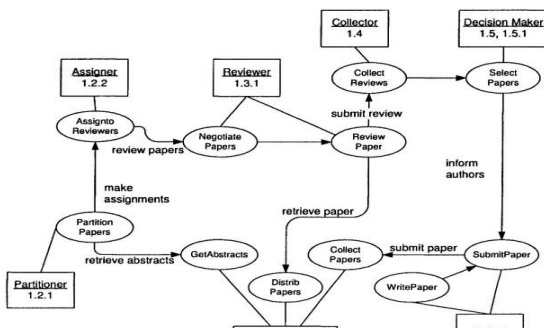 Collector
1.4
Decision Maker
1.5, 1.5.1
Assigner
1.2.2
Reviewer
1.3.1
Collect
Reviews
Select
Papers
submit review
Assignto
Reviewers
review papers
Negotiate
Papers
Review
Paper
inform
authors
make
assignments
retrieve paper
Partition
Papers
retrieve abstracts
GetAbstracts
Collect
Papers
submit paper
SubmitPaper
Distrib
Papers
WritePaper
Partitioner
1.2.1